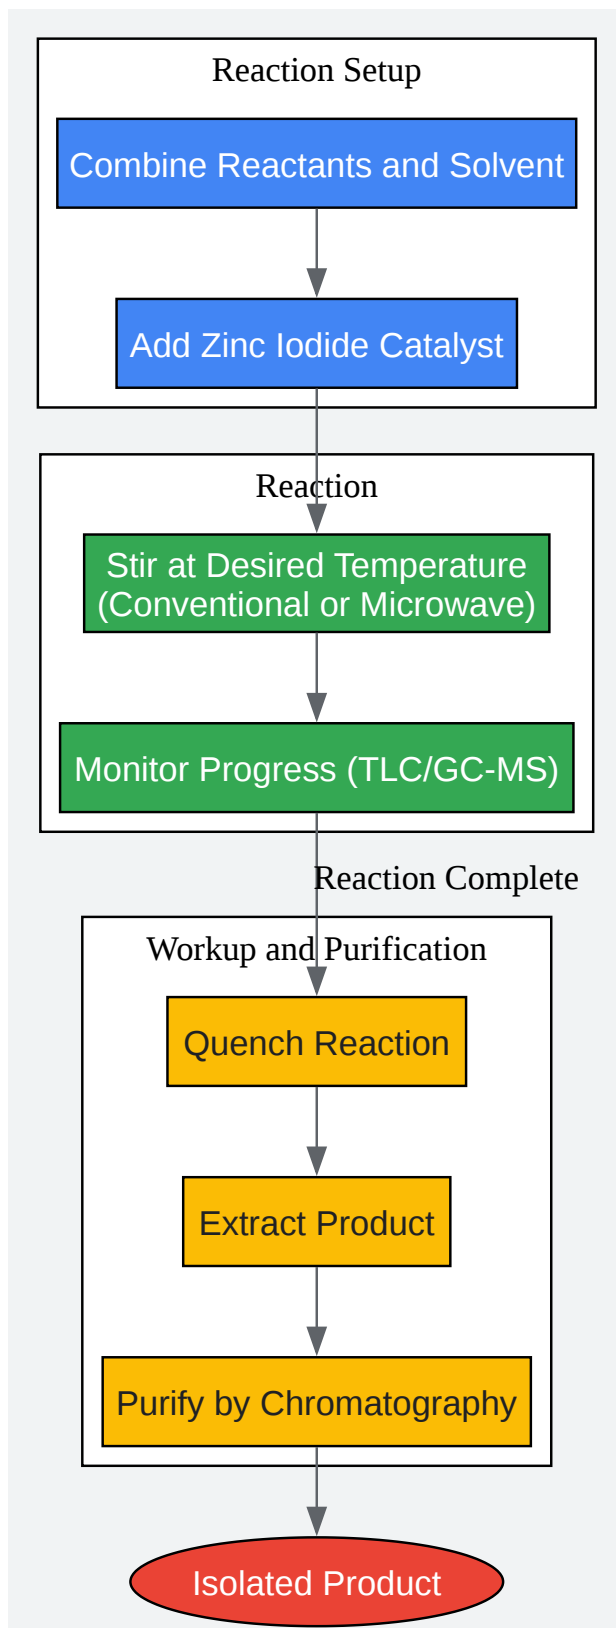 Reaction Setup
Combine Reactants and Solvent
Add Zinc Iodide Catalyst
Reaction
Stir at Desired Temperature
(Conventional or Microwave)
Monitor Progress (TLC/GC-MS)
Reaction Complete
Workup and Purification
Quench Reaction
Extract Product
Purify by Chromatography
Isolated Product